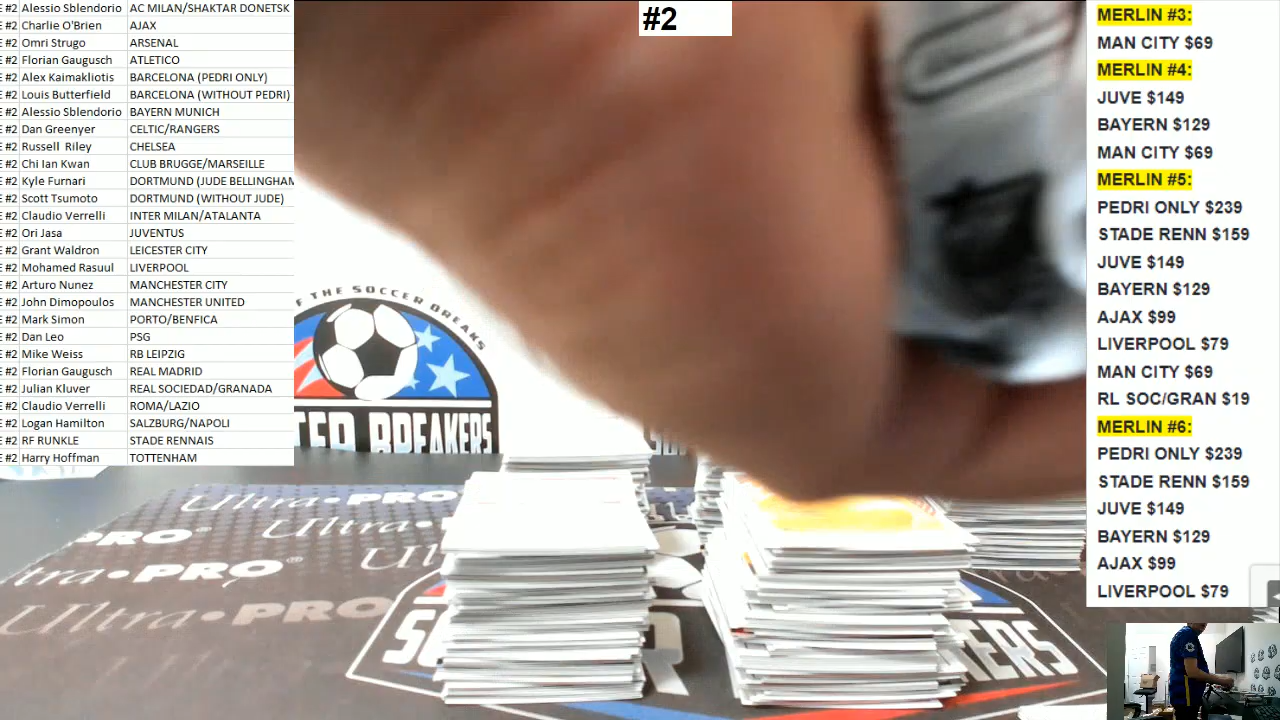 E #2 Alessio Sblendorio AC MILAN/SHAKTAR DONETSK
E #2 Charlie O'Brien AJAX
E #2 Omri Strugo ARSENAL
E #2 Florian Gaugusch ATLETICO
E #2 Alex Kaimakliotis BARCELONA (PEDRI ONLY)
E #2 Louis Butterfield BARCELONA (WITHOUT PEDRI)
E #2 Alessio Sblendorio BAYERN MUNICH
E #2 Dan Greenyer CELTIC/RANGERS
E #2 Russell Riley CHELSEA
E #2 Chi Ian Kwan CLUB BRUGGE/MARSEILLE
E #2 Kyle Furnari DORTMUND (JUDE BELLINGHAM
E #2 Scott Tsumoto DORTMUND (WITHOUT JUDE)
E #2 Claudio Verrelli INTER MILAN/ATALANTA
E #2 Ori Jasa JUVENTUS
E #2 Grant Waldron LEICESTER CITY
E #2 Mohamed Rasuul LIVERPOOL
E #2 Arturo Nunez MANCHESTER CITY
E #2 John Dimopoulos MANCHESTER UNITED
E #2 Mark Simon PORTO/BENFICA
E #2 Dan Leo PSG
E #2 Mike Weiss RB LEIPZIG
E #2 Florian Gaugusch REAL MADRID
E #2 Julian Kluver REAL SOCIEDAD/GRANADA
E #2 Claudio Verrelli ROMA/LAZIO
E #2 Logan Hamilton SALZBURG/NAPOLI
E #2 RF RUNKLE STADE RENNAIS
E #2 Harry Hoffman TOTTENHAM
#2
MERLIN #3:
MAN CITY $69
MERLIN #4:
JUVE $149
BAYERN $129
MAN CITY $69
MERLIN #5:
PEDRI ONLY $239
STADE RENN $159
JUVE $149
BAYERN $129
AJAX $99
LIVERPOOL $79
MAN CITY $69
RL SOC/GRAN $19
MERLIN #6:
PEDRI ONLY $239
STADE RENN $159
JUVE $149
BAYERN $129
AJAX $99
LIVERPOOL $79
F THE SOCCER BREAKS
TER BREAKERS
Ultra•PRO
PRO® Ultra•
ltra•PRO® Ul
Ultra•PRO